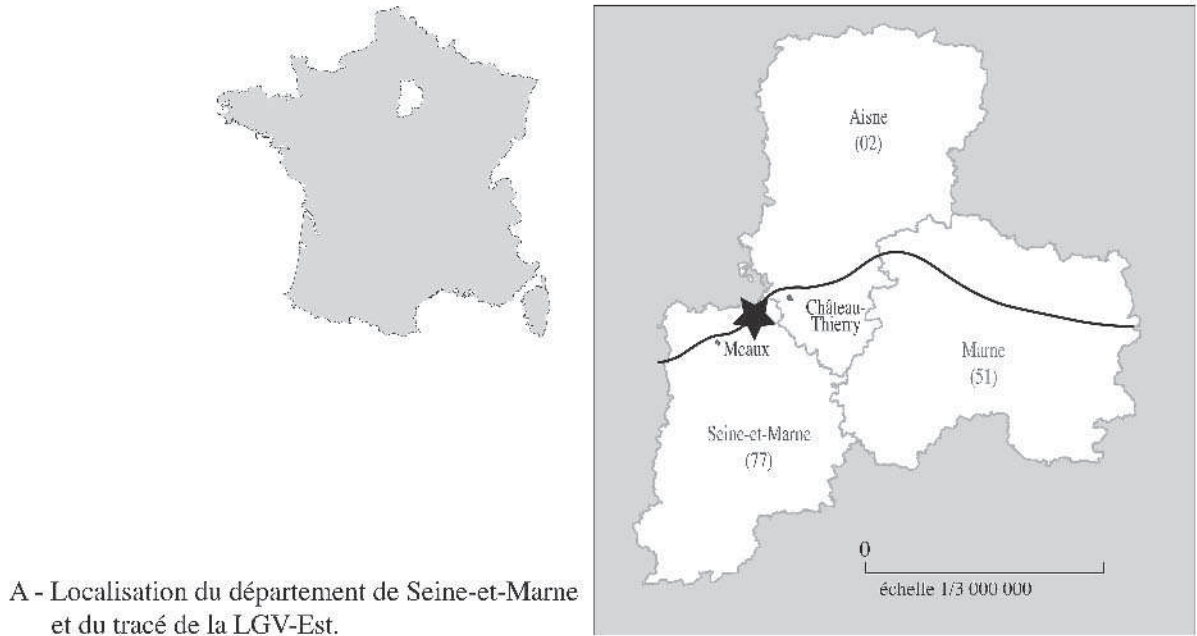 Aisne
(02)
Château-
Thierry
Meaux
Marne
(51)
Seine-et-Marne
(77)
0
échelle 1/3 000 000
A - Localisation du département de Seine-et-Marne
et du tracé de la LGV-Est.